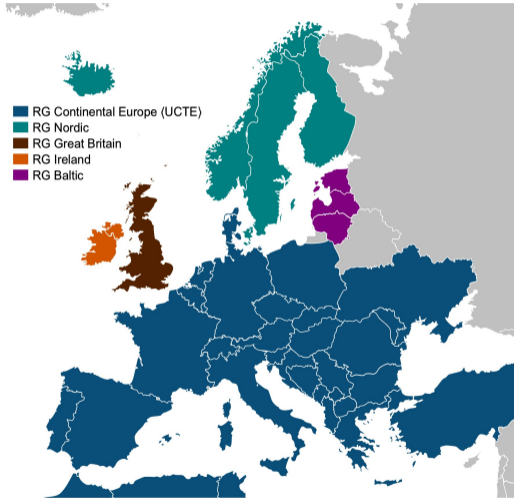 RG Continental Europe (UCTE)
RG Nordic
RG Great Britain
RG Ireland
RG Baltic